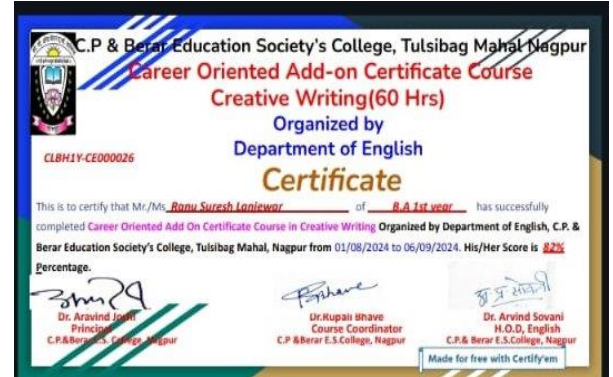 C.P & Berar Education Society's College, Tulsibag Mahal Nagpur
Career Oriented Add-on Certificate Course
Creative Writing(60 Hrs)
Organized by
CLBH1Y-CE000026
Department of English
Certificate
This is to certify that Mr./Ms. Ranu Suresh Lanjewar of B.A 1st year has successfully
completed Career Oriented Add On Certificate Course in Creative Writing Organized by Department of English, C.P. &
Berar Education Society's College, Tulsibag Mahal, Nagpur from 01/08/2024 to 06/09/2024. His/Her Score is 82%
Percentage.
Dr. Aravind Joshi
Principal
C.P.&Berar E.S. College, Nagpur
Dr.Rupali Bhave
Course Coordinator
C.P &Berar E.S.College, Nagpur
Dr. Arvind Sovani
H.O.D, English
C.P.& Berar E.S.College, Nagpur
Made for free with Certify'em